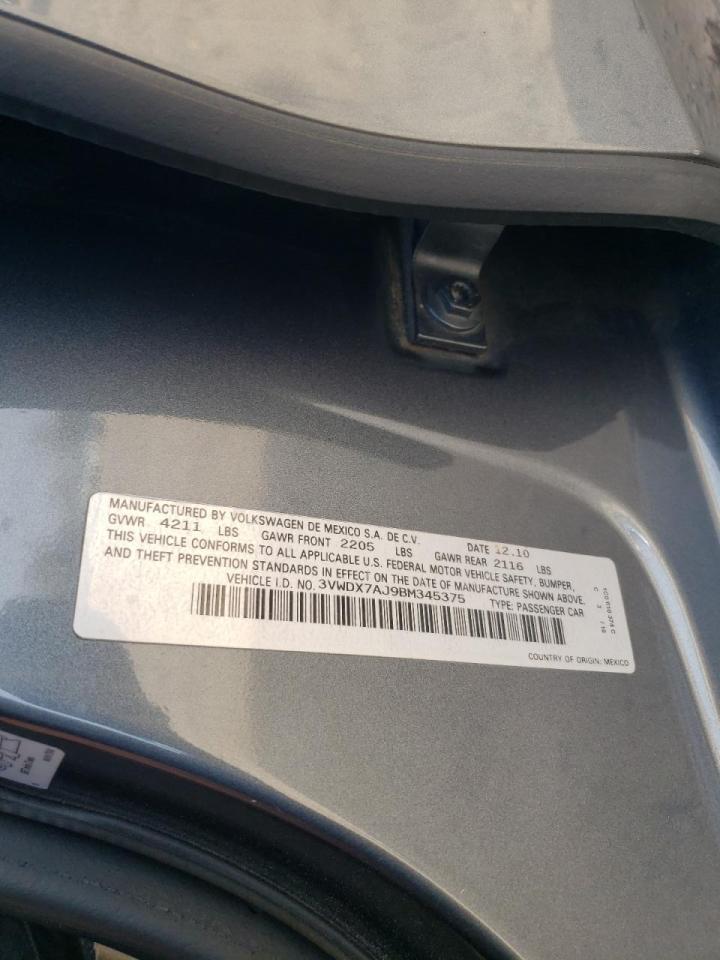 MANUFACTURED BY VOLKSWAGEN DE MEXICO S.A. DE C.V. DATE 12.10
GVWR 4211 LBS GAWR FRONT 2205 LBS GAWR REAR 2116 LBS
THIS VEHICLE CONFORMS TO ALL APPLICABLE U.S. FEDERAL MOTOR VEHICLE SAFETY, BUMPER,
AND THEFT PREVENTION STANDARDS IN EFFECT ON THE DATE OF MANUFACTURE SHOWN ABOVE.
VEHICLE I.D. NO. 3VWDX7AJ9BM345375 TYPE: PASSENGER CAR
COUNTRY OF ORIGIN: MEXICO